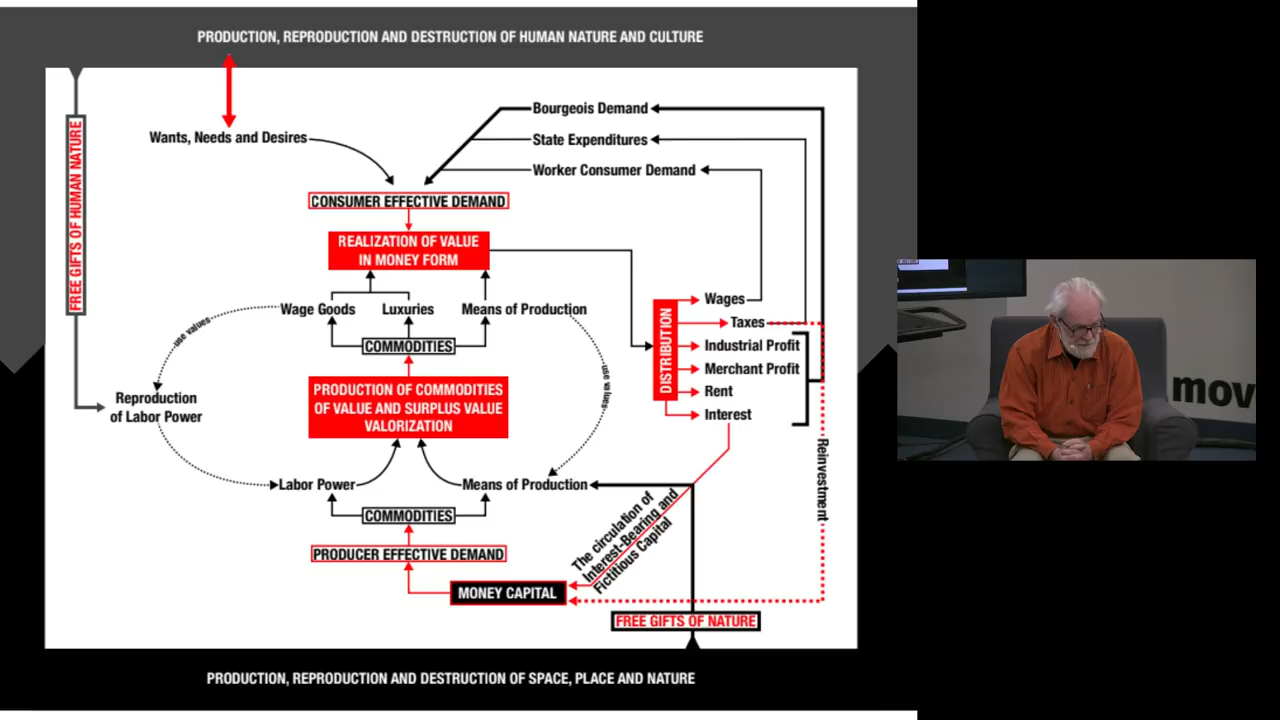 PRODUCTION, REPRODUCTION AND DESTRUCTION OF HUMAN NATURE AND CULTURE
FREE GIFTS OF HUMAN NATURE
Wants, Needs and Desires
Bourgeois Demand
State Expenditures
Worker Consumer Demand
CONSUMER EFFECTIVE DEMAND
REALIZATION OF VALUE
IN MONEY FORM
Wage Goods
Luxuries
Means of Production
use values
COMMODITIES
use values
PRODUCTION OF COMMODITIES
OF VALUE AND SURPLUS VALUE
VALORIZATION
Reproduction
of Labor Power
Labor Power
Means of Production
COMMODITIES
PRODUCER EFFECTIVE DEMAND
MONEY CAPITAL
DISTRIBUTION
Wages
Taxes
Industrial Profit
Merchant Profit
Rent
Interest
Reinvestment
The circulation of
Interest-Bearing and
Fictitious Capital
FREE GIFTS OF NATURE
PRODUCTION, REPRODUCTION AND DESTRUCTION OF SPACE, PLACE AND NATURE
mov